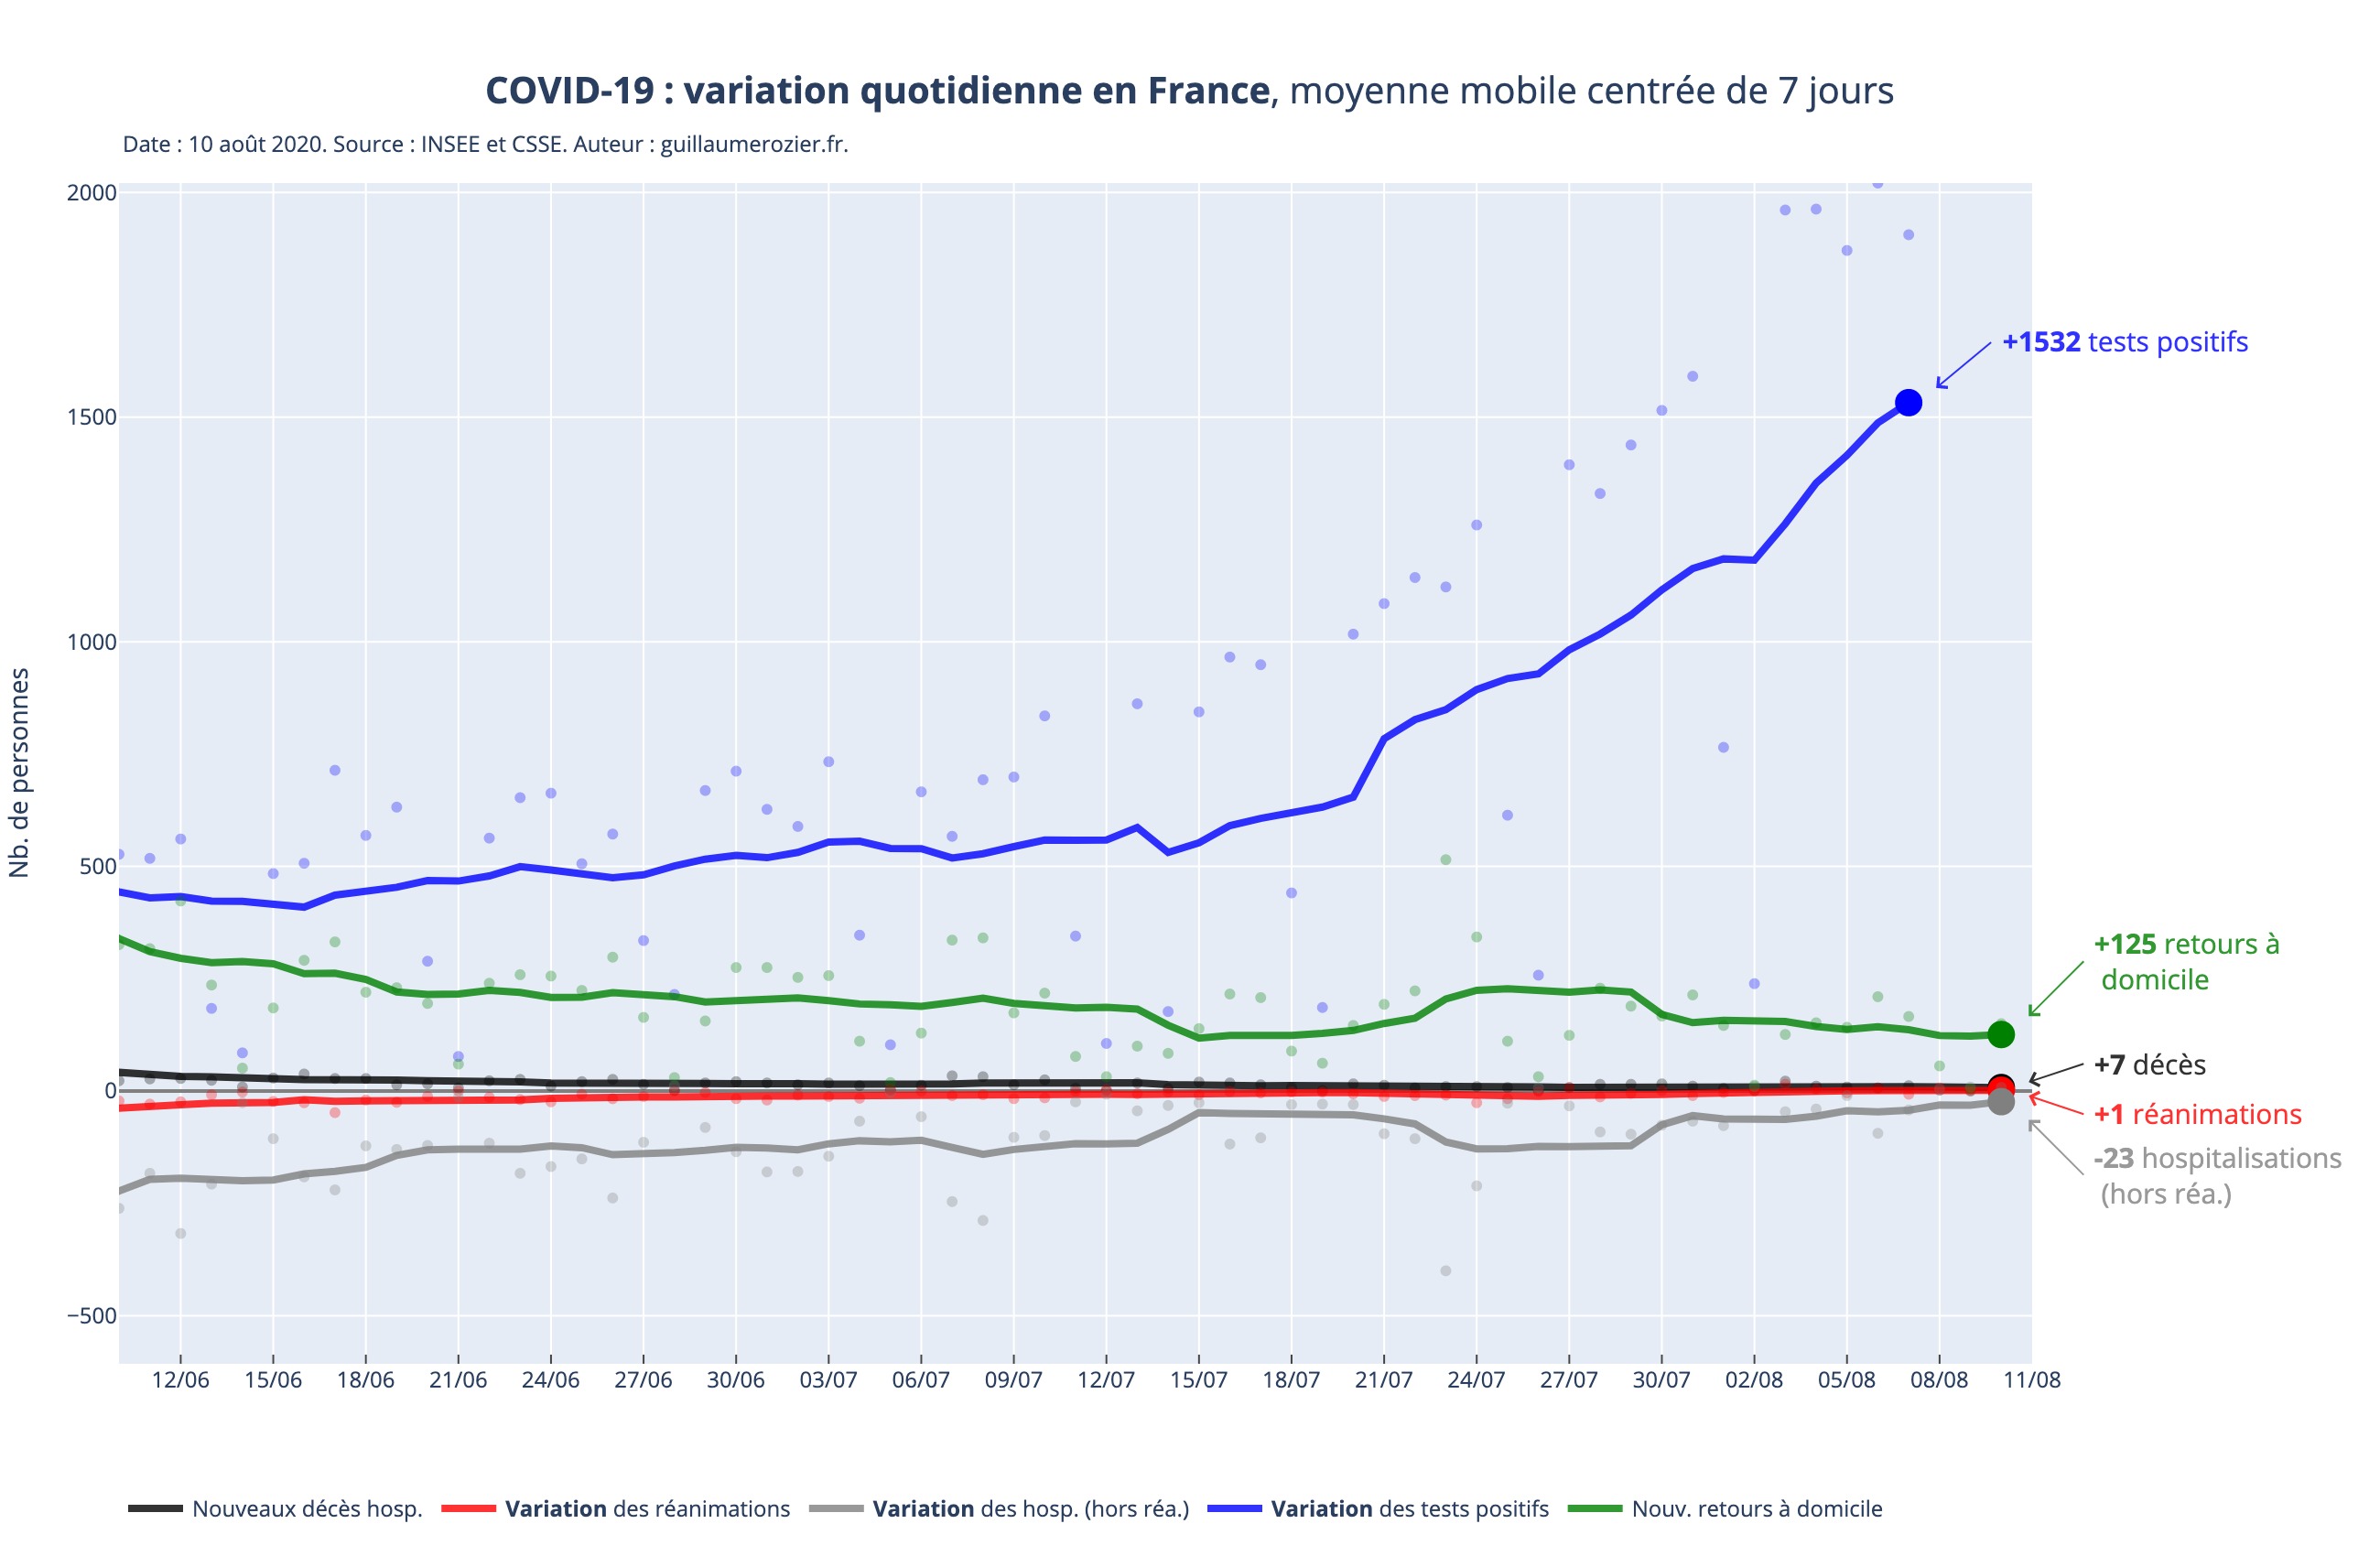 COVID-19 : variation quotidienne en France, moyenne mobile centrée de 7 jours
Date : 10 août 2020. Source : INSEE et CSSE. Auteur : guillaumerozier.fr.
Nb. de personnes
2000
1500
1000
500
0
−500
+1532 tests positifs
+125 retours à
domicile
+7 décès
+1 réanimations
-23 hospitalisations
(hors réa.)
12/06 15/06 18/06 21/06 24/06 27/06 30/06 03/07 06/07 09/07 12/07 15/07 18/07 21/07 24/07 27/07 30/07 02/08 05/08 08/08 11/08
Nouveaux décès hosp. Variation des réanimations Variation des hosp. (hors réa.) Variation des tests positifs Nouv. retours à domicile